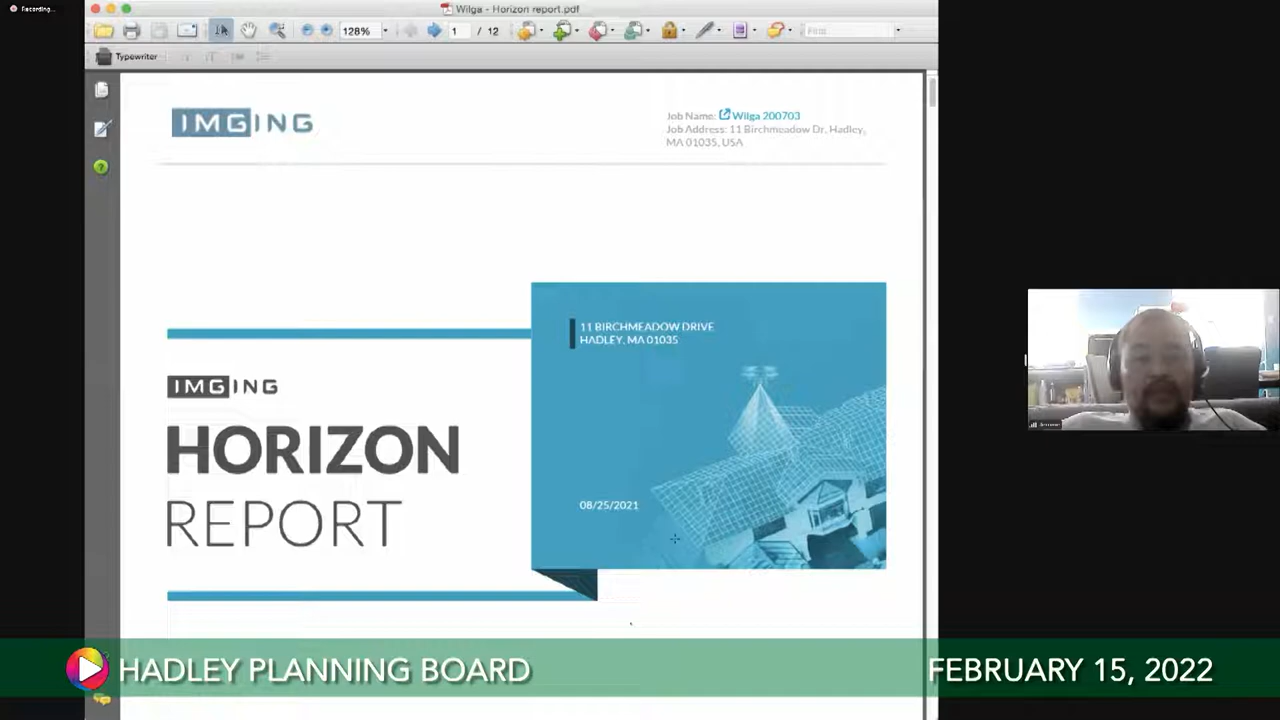 Recording...
Wilga - Horizon report.pdf
128%
1 / 12
Find
Typewriter
IMGING
Job Name: Wilga 200703
Job Address: 11 Birchmeadow Dr, Hadley,
MA 01035, USA
11 BIRCHMEADOW DRIVE
HADLEY, MA 01035
IMGING
HORIZON
REPORT
08/25/2021
HADLEY PLANNING BOARD
FEBRUARY 15, 2022